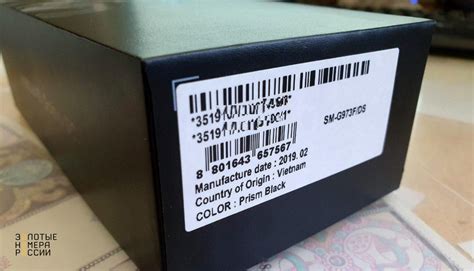 SM-G973F/DS
8 801643 657567
Manufacture date : 2019. 02
Country of Origin : Vietnam
COLOR : Prism Black
ЗОЛОТЫЕ
НОМЕРА
РОССИИ